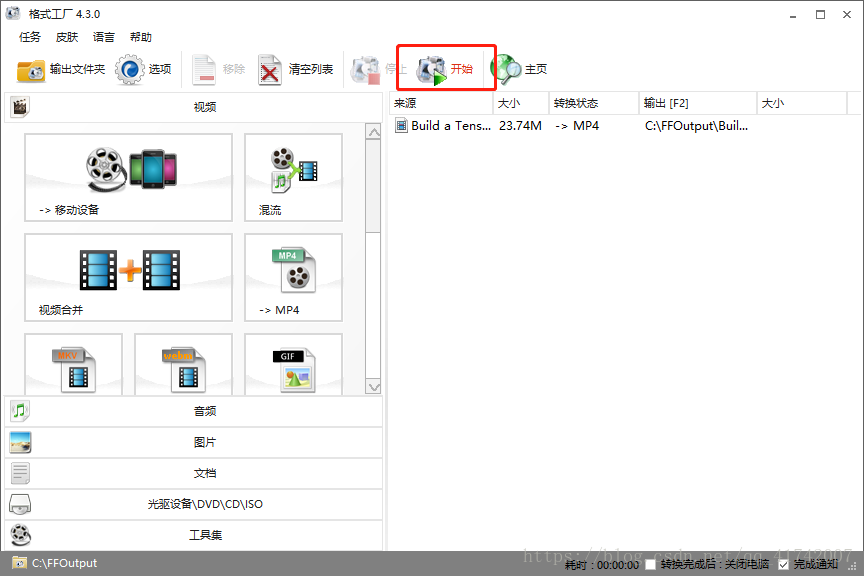 格式工厂 4.3.0
任务 皮肤 语言 帮助
输出文件夹 选项 移除 清空列表 停止 开始 主页
视频
来源 大小 转换状态 输出 [F2] 大小
Build a Tens... 23.74M -> MP4 C:\FFOutput\Buil...
-> 移动设备
混流
MP4
视频合并
-> MP4
MKV webm GIF
音频
图片
文档
光驱设备\DVD\CD\ISO
工具集
C:\FFOutput
耗时 : 00:00:00 转换完成后 : 关闭电脑 完成通知
https://blog.csdn.net/qq_41742007